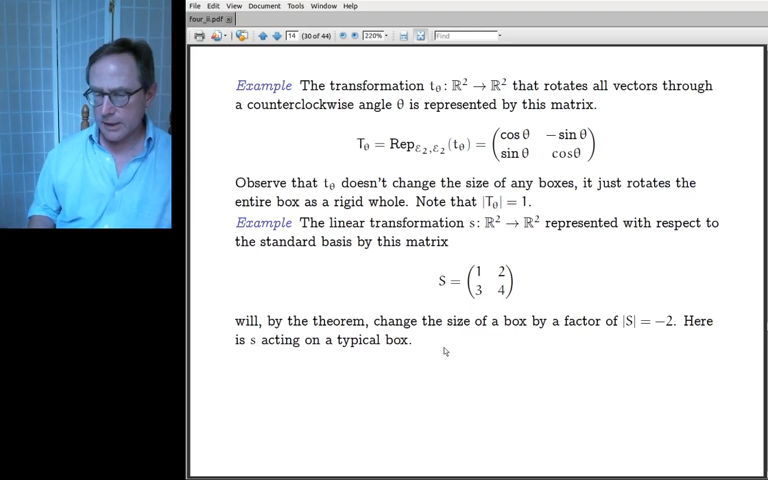 File Edit View Document Tools Window Help
four_ii.pdf
14 (30 of 44) 220% Find
Example The transformation tθ : ℝ² → ℝ² that rotates all vectors through
a counterclockwise angle θ is represented by this matrix.
Tθ = Rep_{ℰ₂,ℰ₂}(tθ) = (cos θ −sin θ
sin θ cos θ)
Observe that tθ doesn't change the size of any boxes, it just rotates the
entire box as a rigid whole. Note that |Tθ| = 1.
Example The linear transformation s : ℝ² → ℝ² represented with respect to
the standard basis by this matrix
S = (1 2
3 4)
will, by the theorem, change the size of a box by a factor of |S| = −2. Here
is s acting on a typical box.